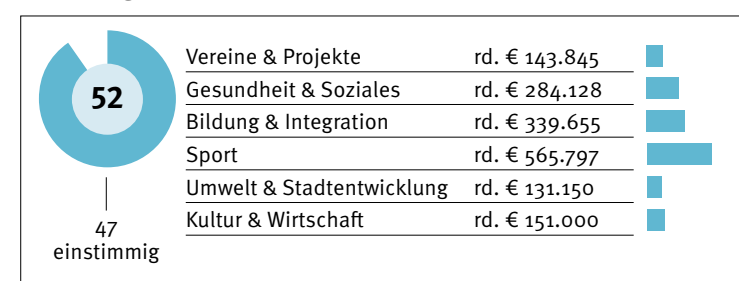 52
47
einstimmig
Vereine & Projekte rd. € 143.845
Gesundheit & Soziales rd. € 284.128
Bildung & Integration rd. € 339.655
Sport rd. € 565.797
Umwelt & Stadtentwicklung rd. € 131.150
Kultur & Wirtschaft rd. € 151.000